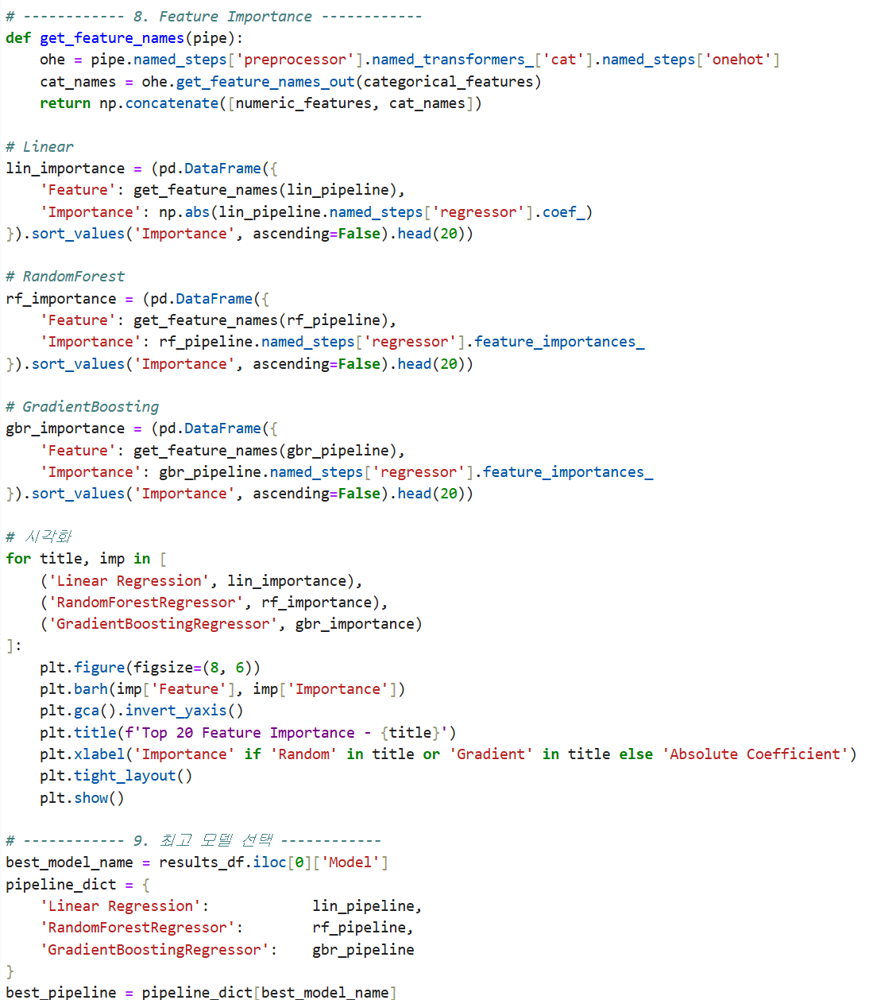 # ------------ 8. Feature Importance ------------
def get_feature_names(pipe):
    ohe = pipe.named_steps['preprocessor'].named_transformers_['cat'].named_steps['onehot']
    cat_names = ohe.get_feature_names_out(categorical_features)
    return np.concatenate([numeric_features, cat_names])

# Linear
lin_importance = (pd.DataFrame({
    'Feature': get_feature_names(lin_pipeline),
    'Importance': np.abs(lin_pipeline.named_steps['regressor'].coef_)
}).sort_values('Importance', ascending=False).head(20))

# RandomForest
rf_importance = (pd.DataFrame({
    'Feature': get_feature_names(rf_pipeline),
    'Importance': rf_pipeline.named_steps['regressor'].feature_importances_
}).sort_values('Importance', ascending=False).head(20))

# GradientBoosting
gbr_importance = (pd.DataFrame({
    'Feature': get_feature_names(gbr_pipeline),
    'Importance': gbr_pipeline.named_steps['regressor'].feature_importances_
}).sort_values('Importance', ascending=False).head(20))

# 시각화
for title, imp in [
    ('Linear Regression', lin_importance),
    ('RandomForestRegressor', rf_importance),
    ('GradientBoostingRegressor', gbr_importance)
]:
    plt.figure(figsize=(8, 6))
    plt.barh(imp['Feature'], imp['Importance'])
    plt.gca().invert_yaxis()
    plt.title(f'Top 20 Feature Importance - {title}')
    plt.xlabel('Importance' if 'Random' in title or 'Gradient' in title else 'Absolute Coefficient')
    plt.tight_layout()
    plt.show()

# ------------ 9. 최고 모델 선택 ------------
best_model_name = results_df.iloc[0]['Model']
pipeline_dict = {
    'Linear Regression':            lin_pipeline,
    'RandomForestRegressor':        rf_pipeline,
    'GradientBoostingRegressor':    gbr_pipeline
}
best_pipeline = pipeline_dict[best_model_name]